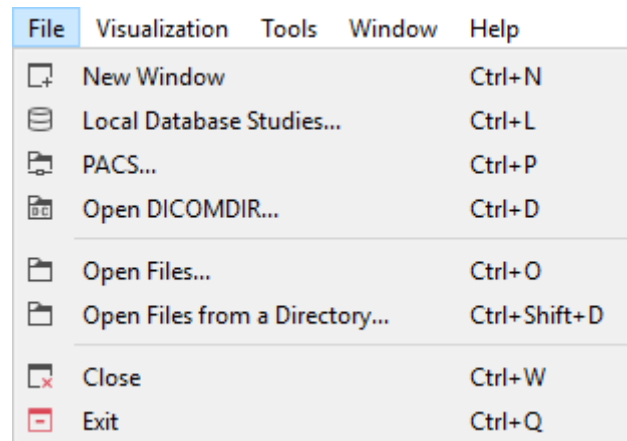 File Visualization Tools Window Help
New Window Ctrl+N
Local Database Studies... Ctrl+L
PACS... Ctrl+P
Open DICOMDIR... Ctrl+D
Open Files... Ctrl+O
Open Files from a Directory... Ctrl+Shift+D
Close Ctrl+W
Exit Ctrl+Q